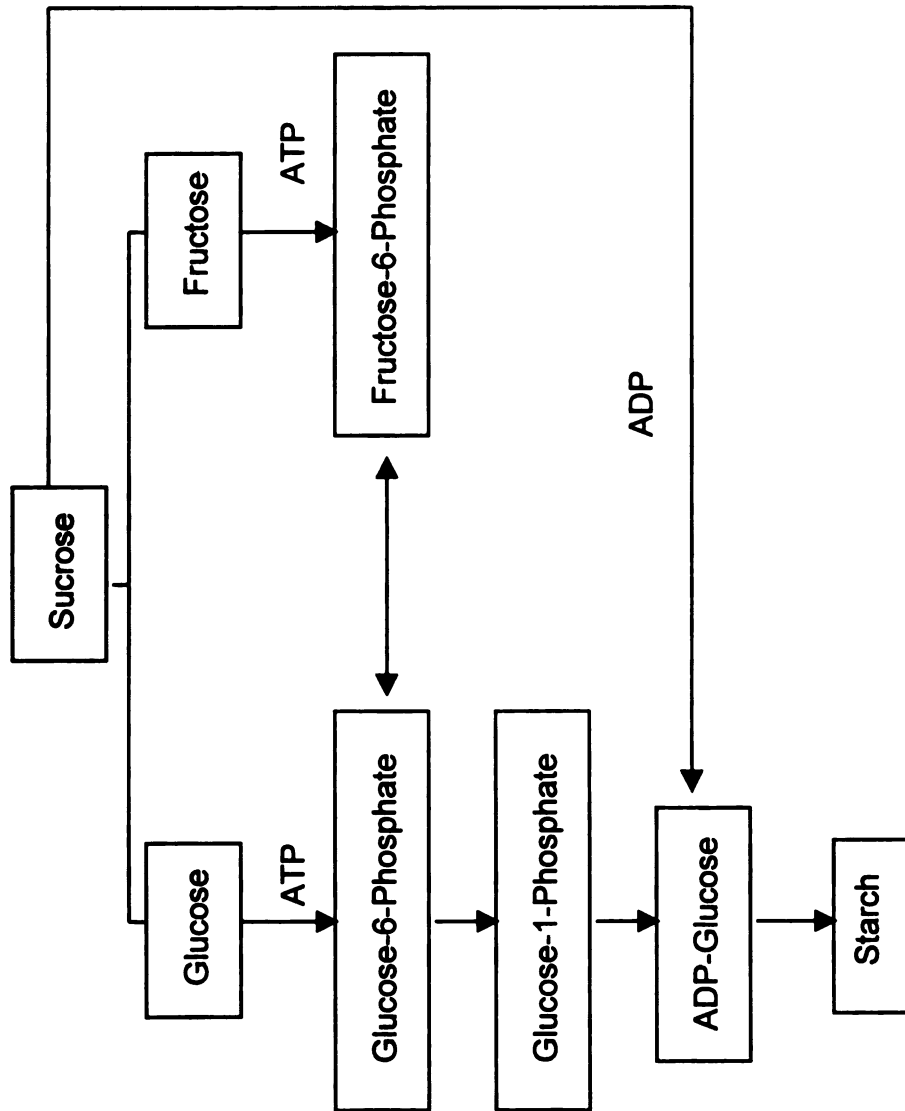 Sucrose
Glucose
Fructose
ATP
ATP
Glucose-6-Phosphate
Fructose-6-Phosphate
Glucose-1-Phosphate
ADP
ADP-Glucose
Starch